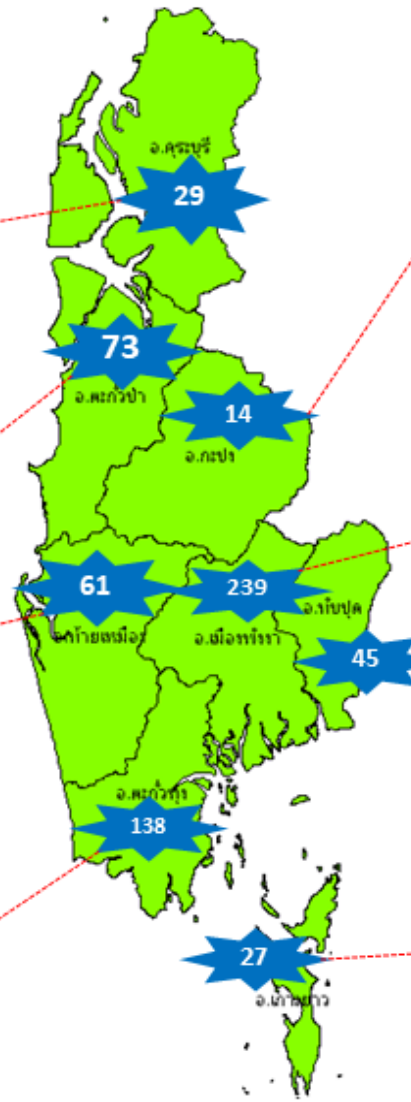 อ.คุระบุรี
29
73
อ.ตะกั่วป่า
14
อ.กะปง
61
อ.ท้ายเหมือง
239
อ.เมืองพังงา
อ.ทับปุด
45
อ.ตะกั่วทุ่ง
138
27
อ.เกาะยาว